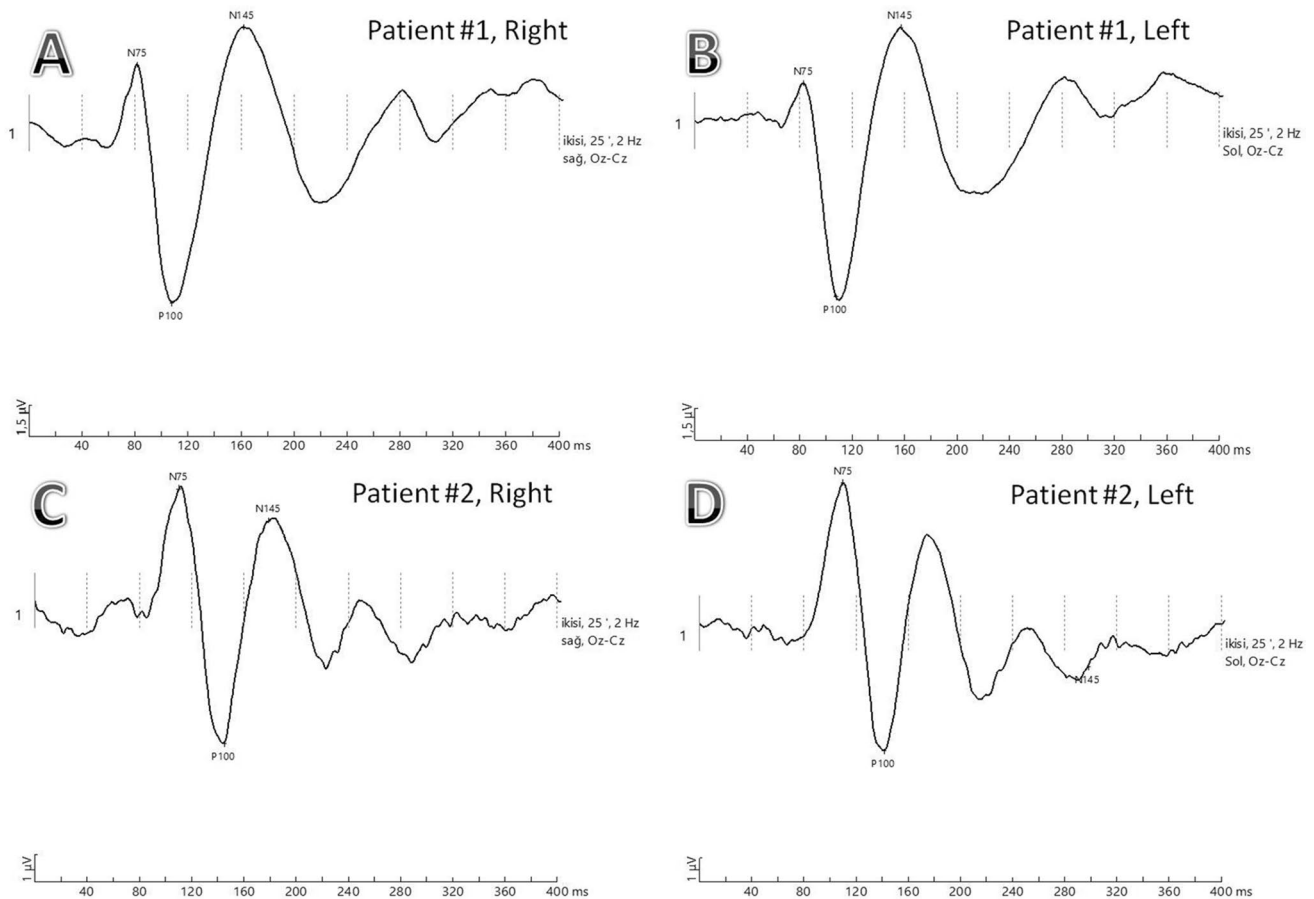 A
Patient #1, Right
N75
N145
P100
1
ikisi, 25 ', 2 Hz
sağ, Oz-Cz
1,5 µV
40 80 120 160 200 240 280 320 360 400 ms
B
Patient #1, Left
N75
N145
P100
1
ikisi, 25 ', 2 Hz
Sol, Oz-Cz
1,5 µV
40 80 120 160 200 240 280 320 360 400 ms
C
Patient #2, Right
N75
N145
P100
1
ikisi, 25 ', 2 Hz
sağ, Oz-Cz
1 µV
40 80 120 160 200 240 280 320 360 400 ms
D
Patient #2, Left
N75
N145
P100
1
ikisi, 25 ', 2 Hz
Sol, Oz-Cz
1 µV
40 80 120 160 200 240 280 320 360 400 ms